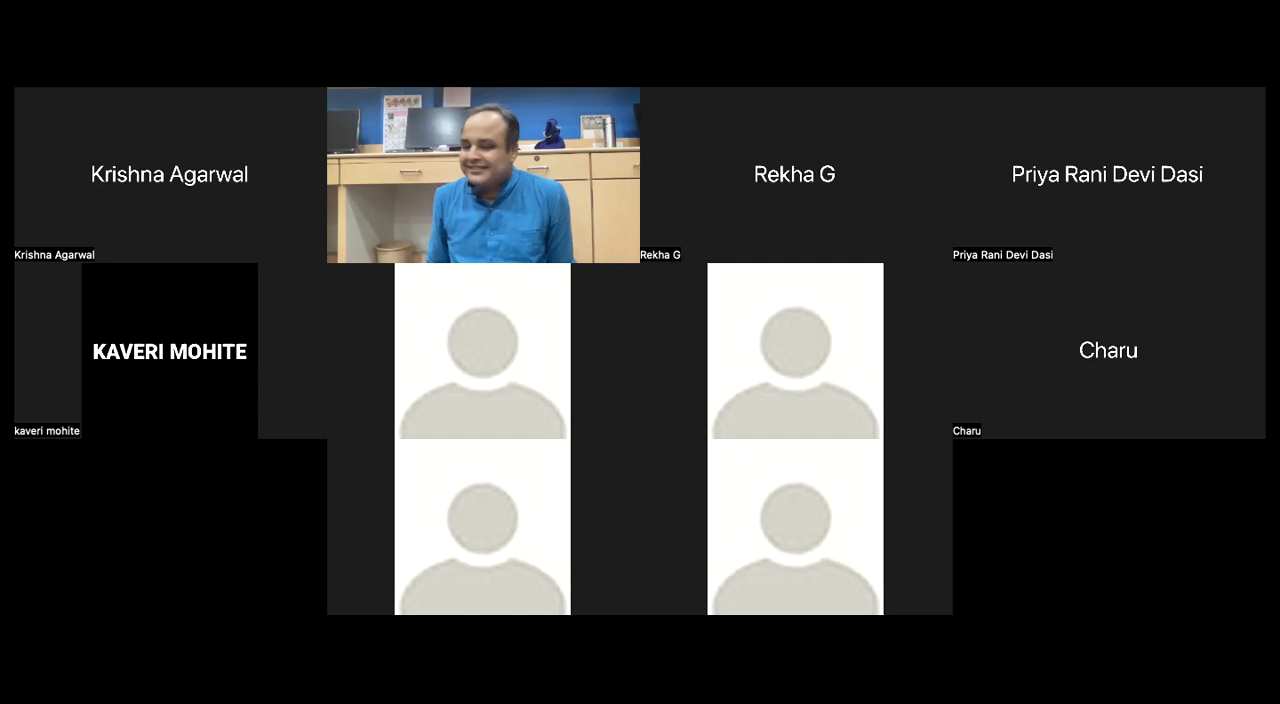 Krishna Agarwal
Krishna Agarwal
Rekha G
Rekha G
Priya Rani Devi Dasi
Priya Rani Devi Dasi
KAVERI MOHITE
kaveri mohite
Charu
Charu